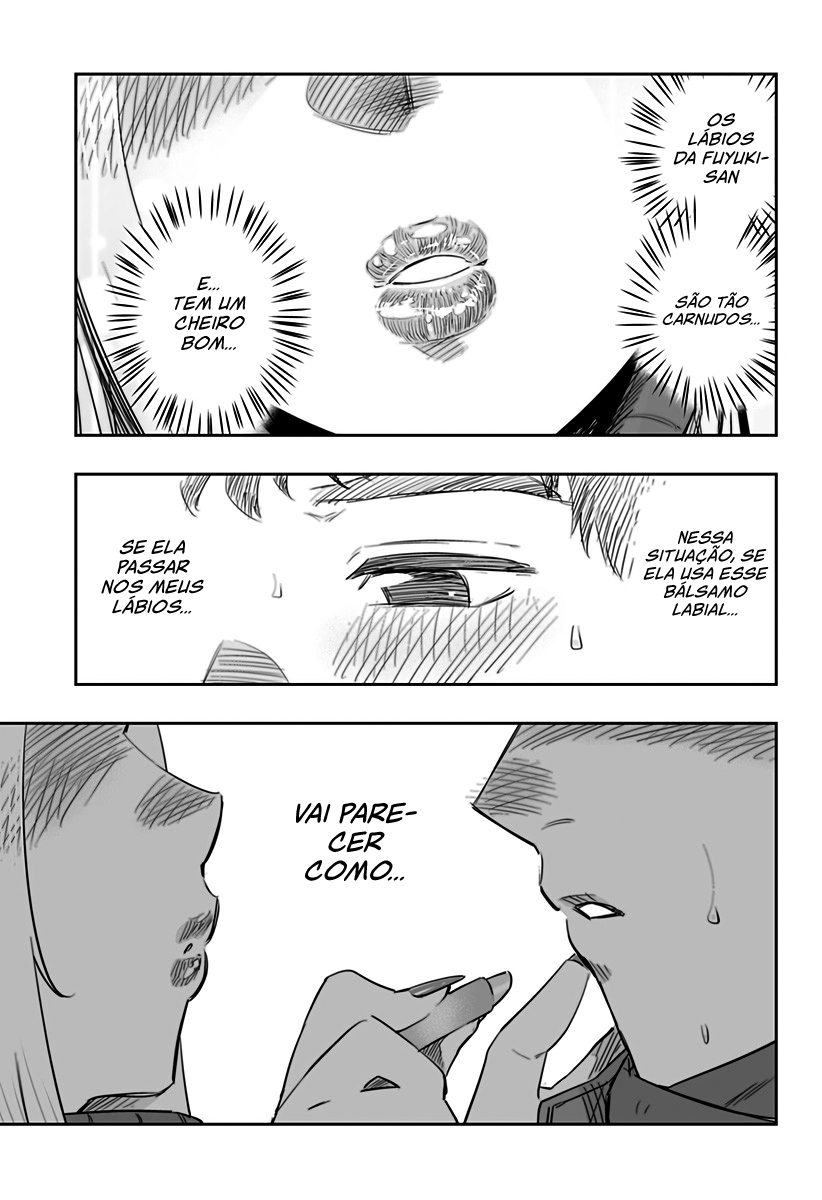 OS
LÁBIOS
DA FUYUKI-
SAN
SÃO TÃO
CARNUDOS...
E...
TEM UM
CHEIRO
BOM...
NESSA
SITUAÇÃO, SE
ELA USA ESSE
BÁLSAMO
LABIAL...
SE ELA
PASSAR
NOS MEUS
LÁBIOS...
VAI PARE-
CER
COMO...